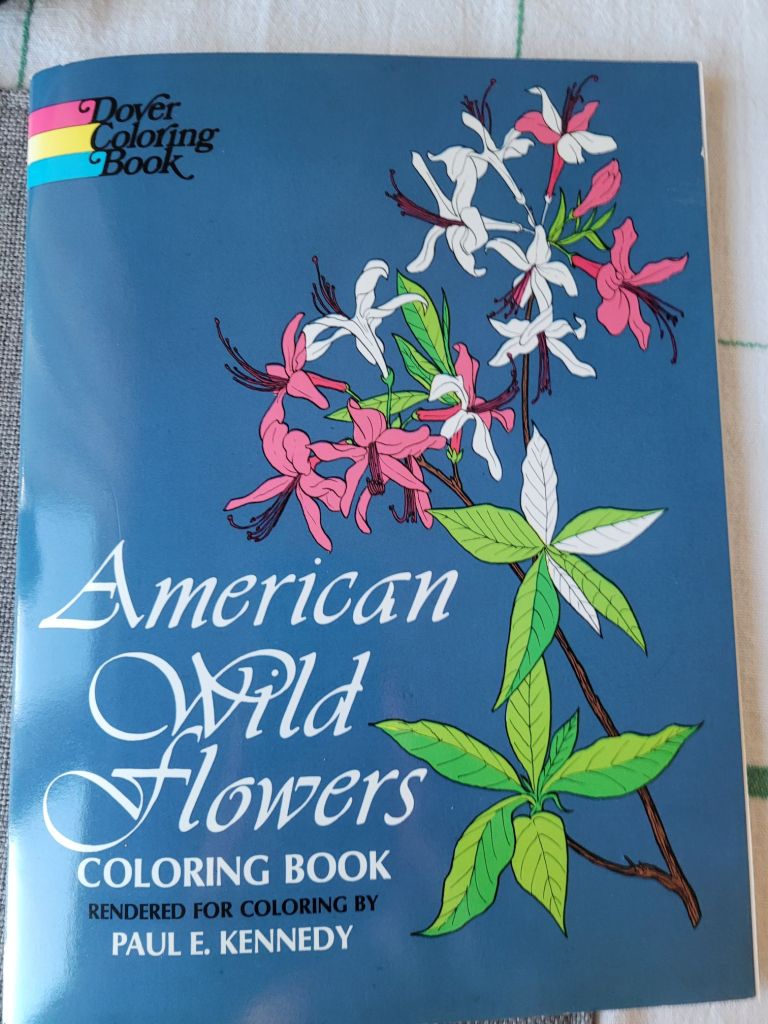 Dover
Coloring
Book
American
Wild
Flowers
COLORING BOOK
RENDERED FOR COLORING BY
PAUL E. KENNEDY